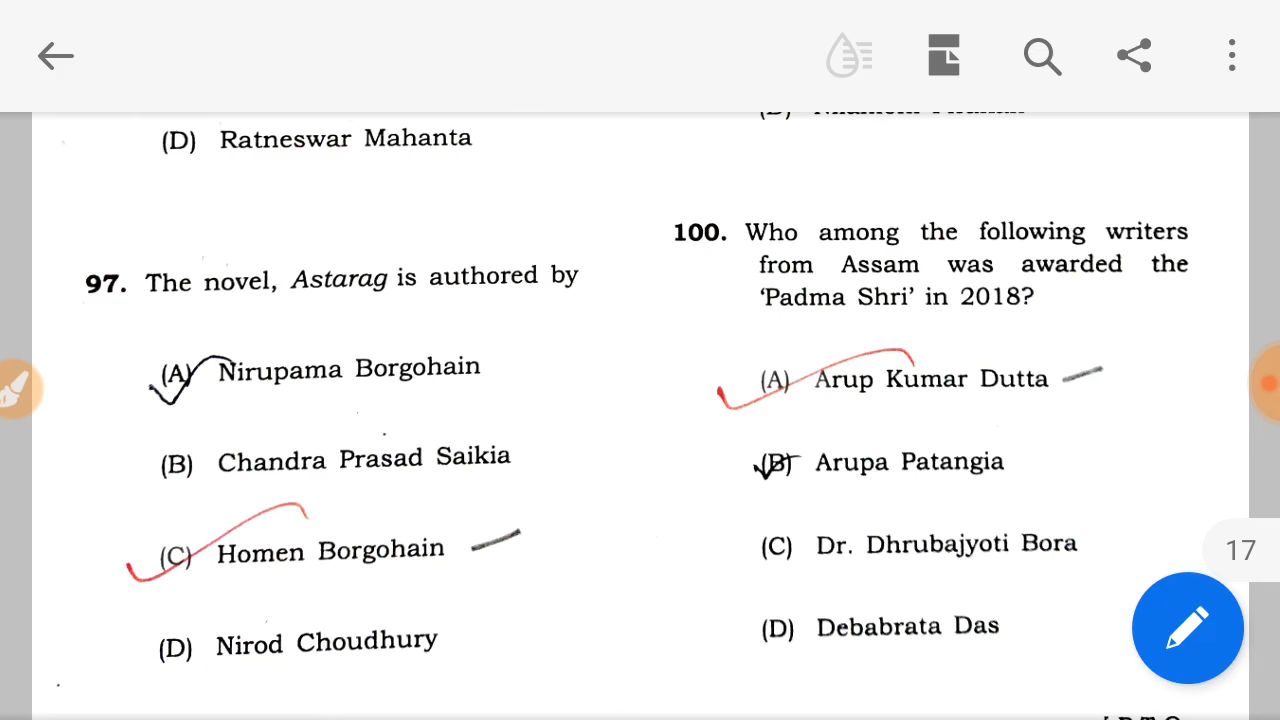 (D) Ratneswar Mahanta
97. The novel, Astarag is authored by
(A) Nirupama Borgohain
(B) Chandra Prasad Saikia
(C) Homen Borgohain
(D) Nirod Choudhury
100. Who among the following writers
from Assam was awarded the
'Padma Shri' in 2018?
(A) Arup Kumar Dutta
(B) Arupa Patangia
(C) Dr. Dhrubajyoti Bora
(D) Debabrata Das
17